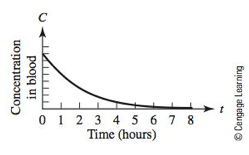 C
Concentration
in blood
t
0 1 2 3 4 5 6 7 8
Time (hours)
© Cengage Learning